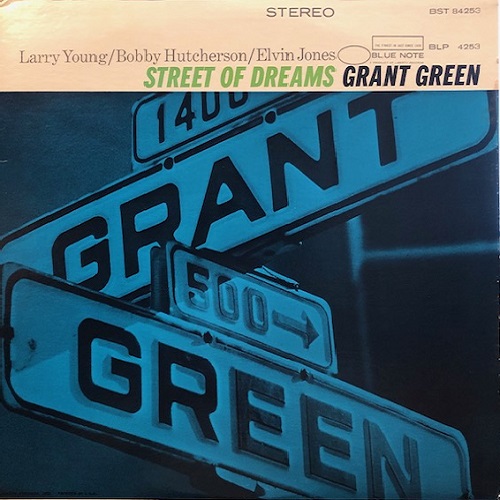 STEREO
BST 84253
Larry Young/Bobby Hutcherson/Elvin Jones
BLUE NOTE
BLP 4253
STREET OF DREAMS GRANT GREEN
1400
GRANT
500
GREEN